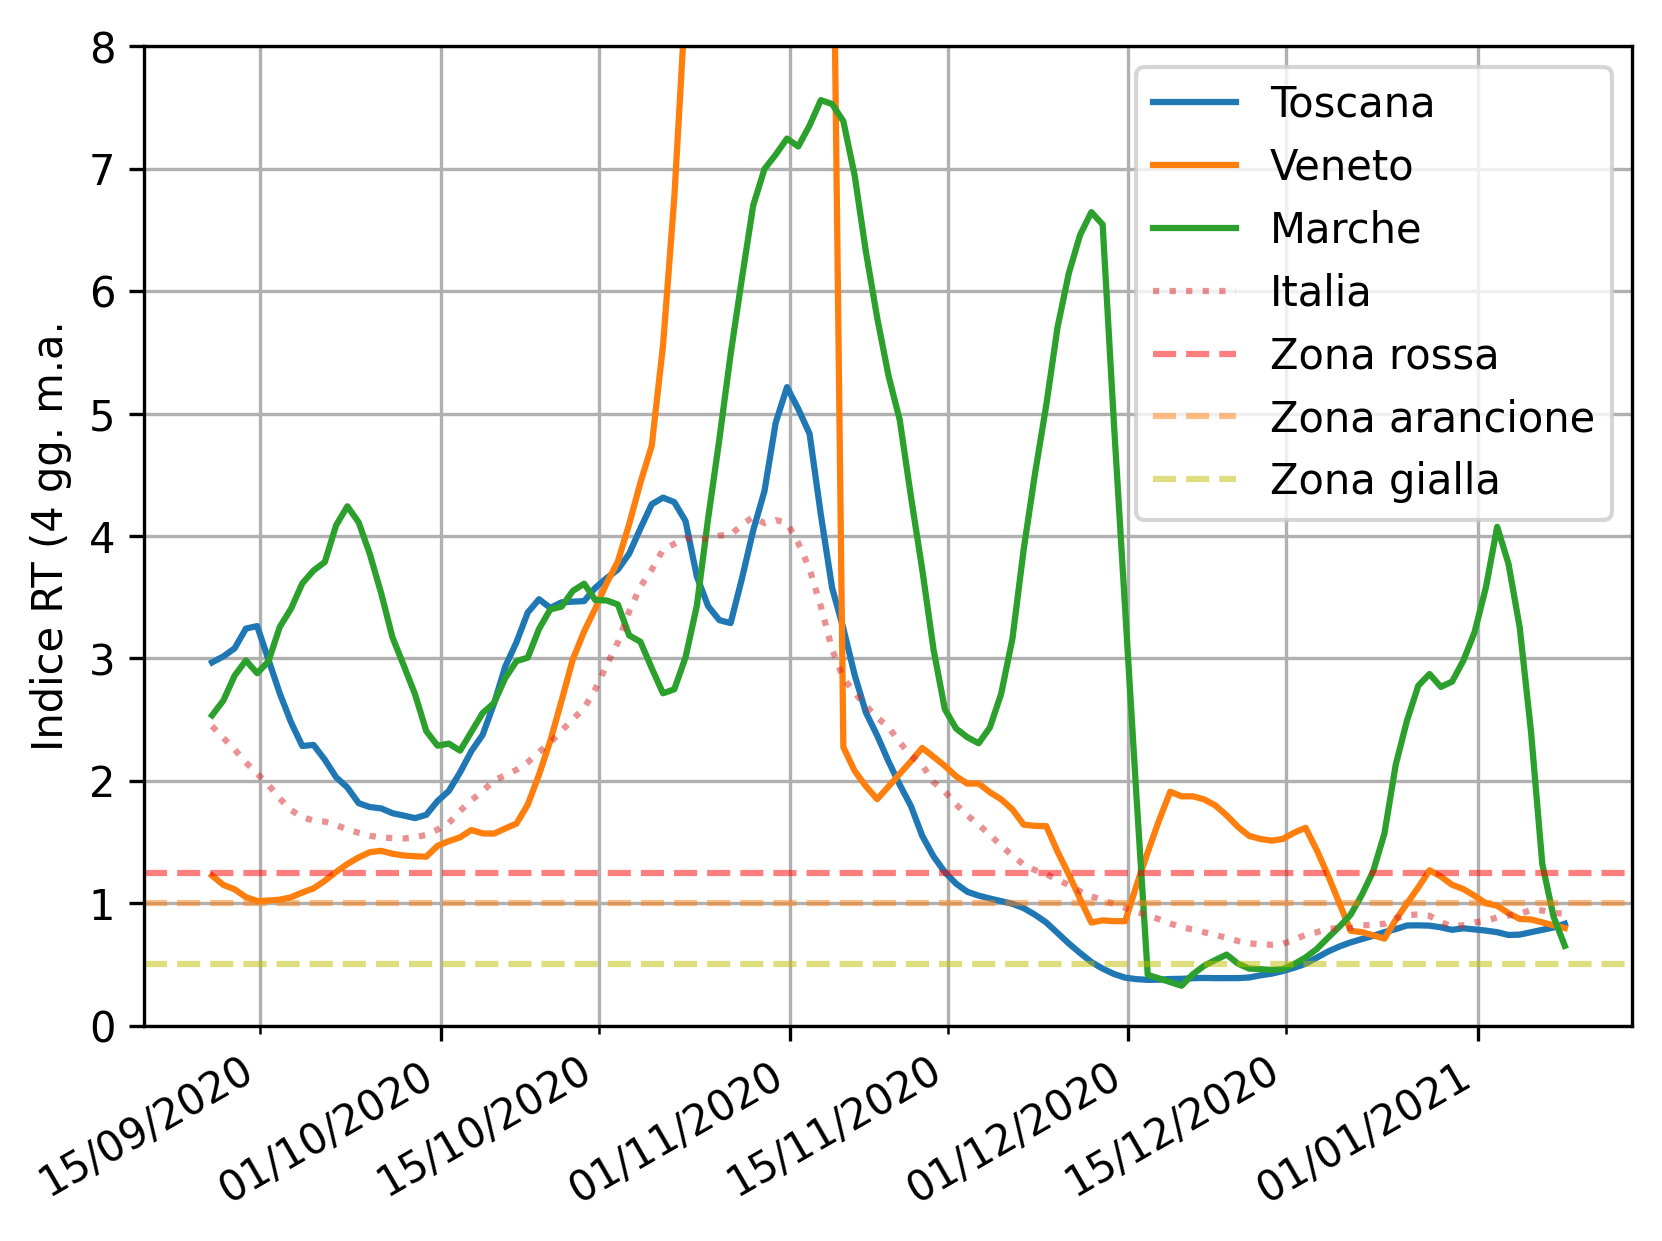 Indice RT (4 gg. m.a.
8
7
6
5
4
3
2
1
0
15/09/2020
01/10/2020
15/10/2020
01/11/2020
15/11/2020
01/12/2020
15/12/2020
01/01/2021
Toscana
Veneto
Marche
Italia
Zona rossa
Zona arancione
Zona gialla